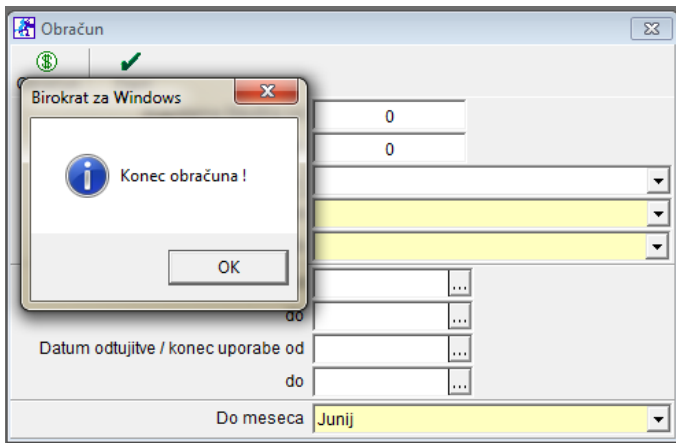 Obračun
Birokrat za Windows
0
Konec obračuna !
0
OK
do
Datum odtujitve / konec uporabe od
do
Do meseca Junij